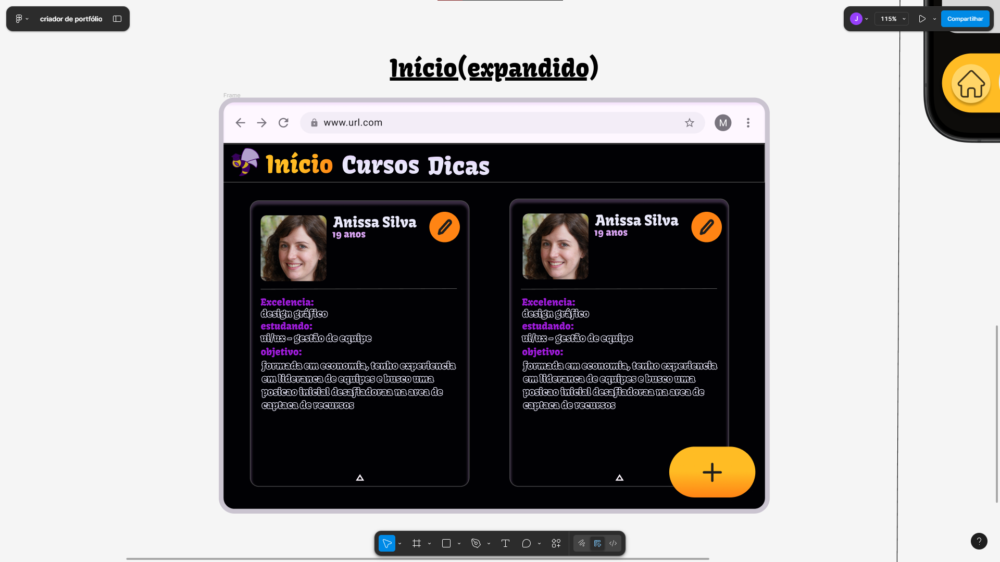 criador de portfólio
J
115%
Compartilhar
Início(expandido)
Frame
www.url.com
M
Início Cursos Dicas
Anissa Silva
19 anos
Excelencia:
design gráfico
estudando:
ui/ux - gestão de equipe
objetivo:
formada em economia, tenho experiencia
em lideranca de equipes e busco uma
posicao inicial desafiadoraa na area de
captaca de recursos
Anissa Silva
19 anos
Excelencia:
design gráfico
estudando:
ui/ux - gestão de equipe
objetivo:
formada em economia, tenho experiencia
em lideranca de equipes e busco uma
posicao inicial desafiadoraa na area de
captaca de recursos
?